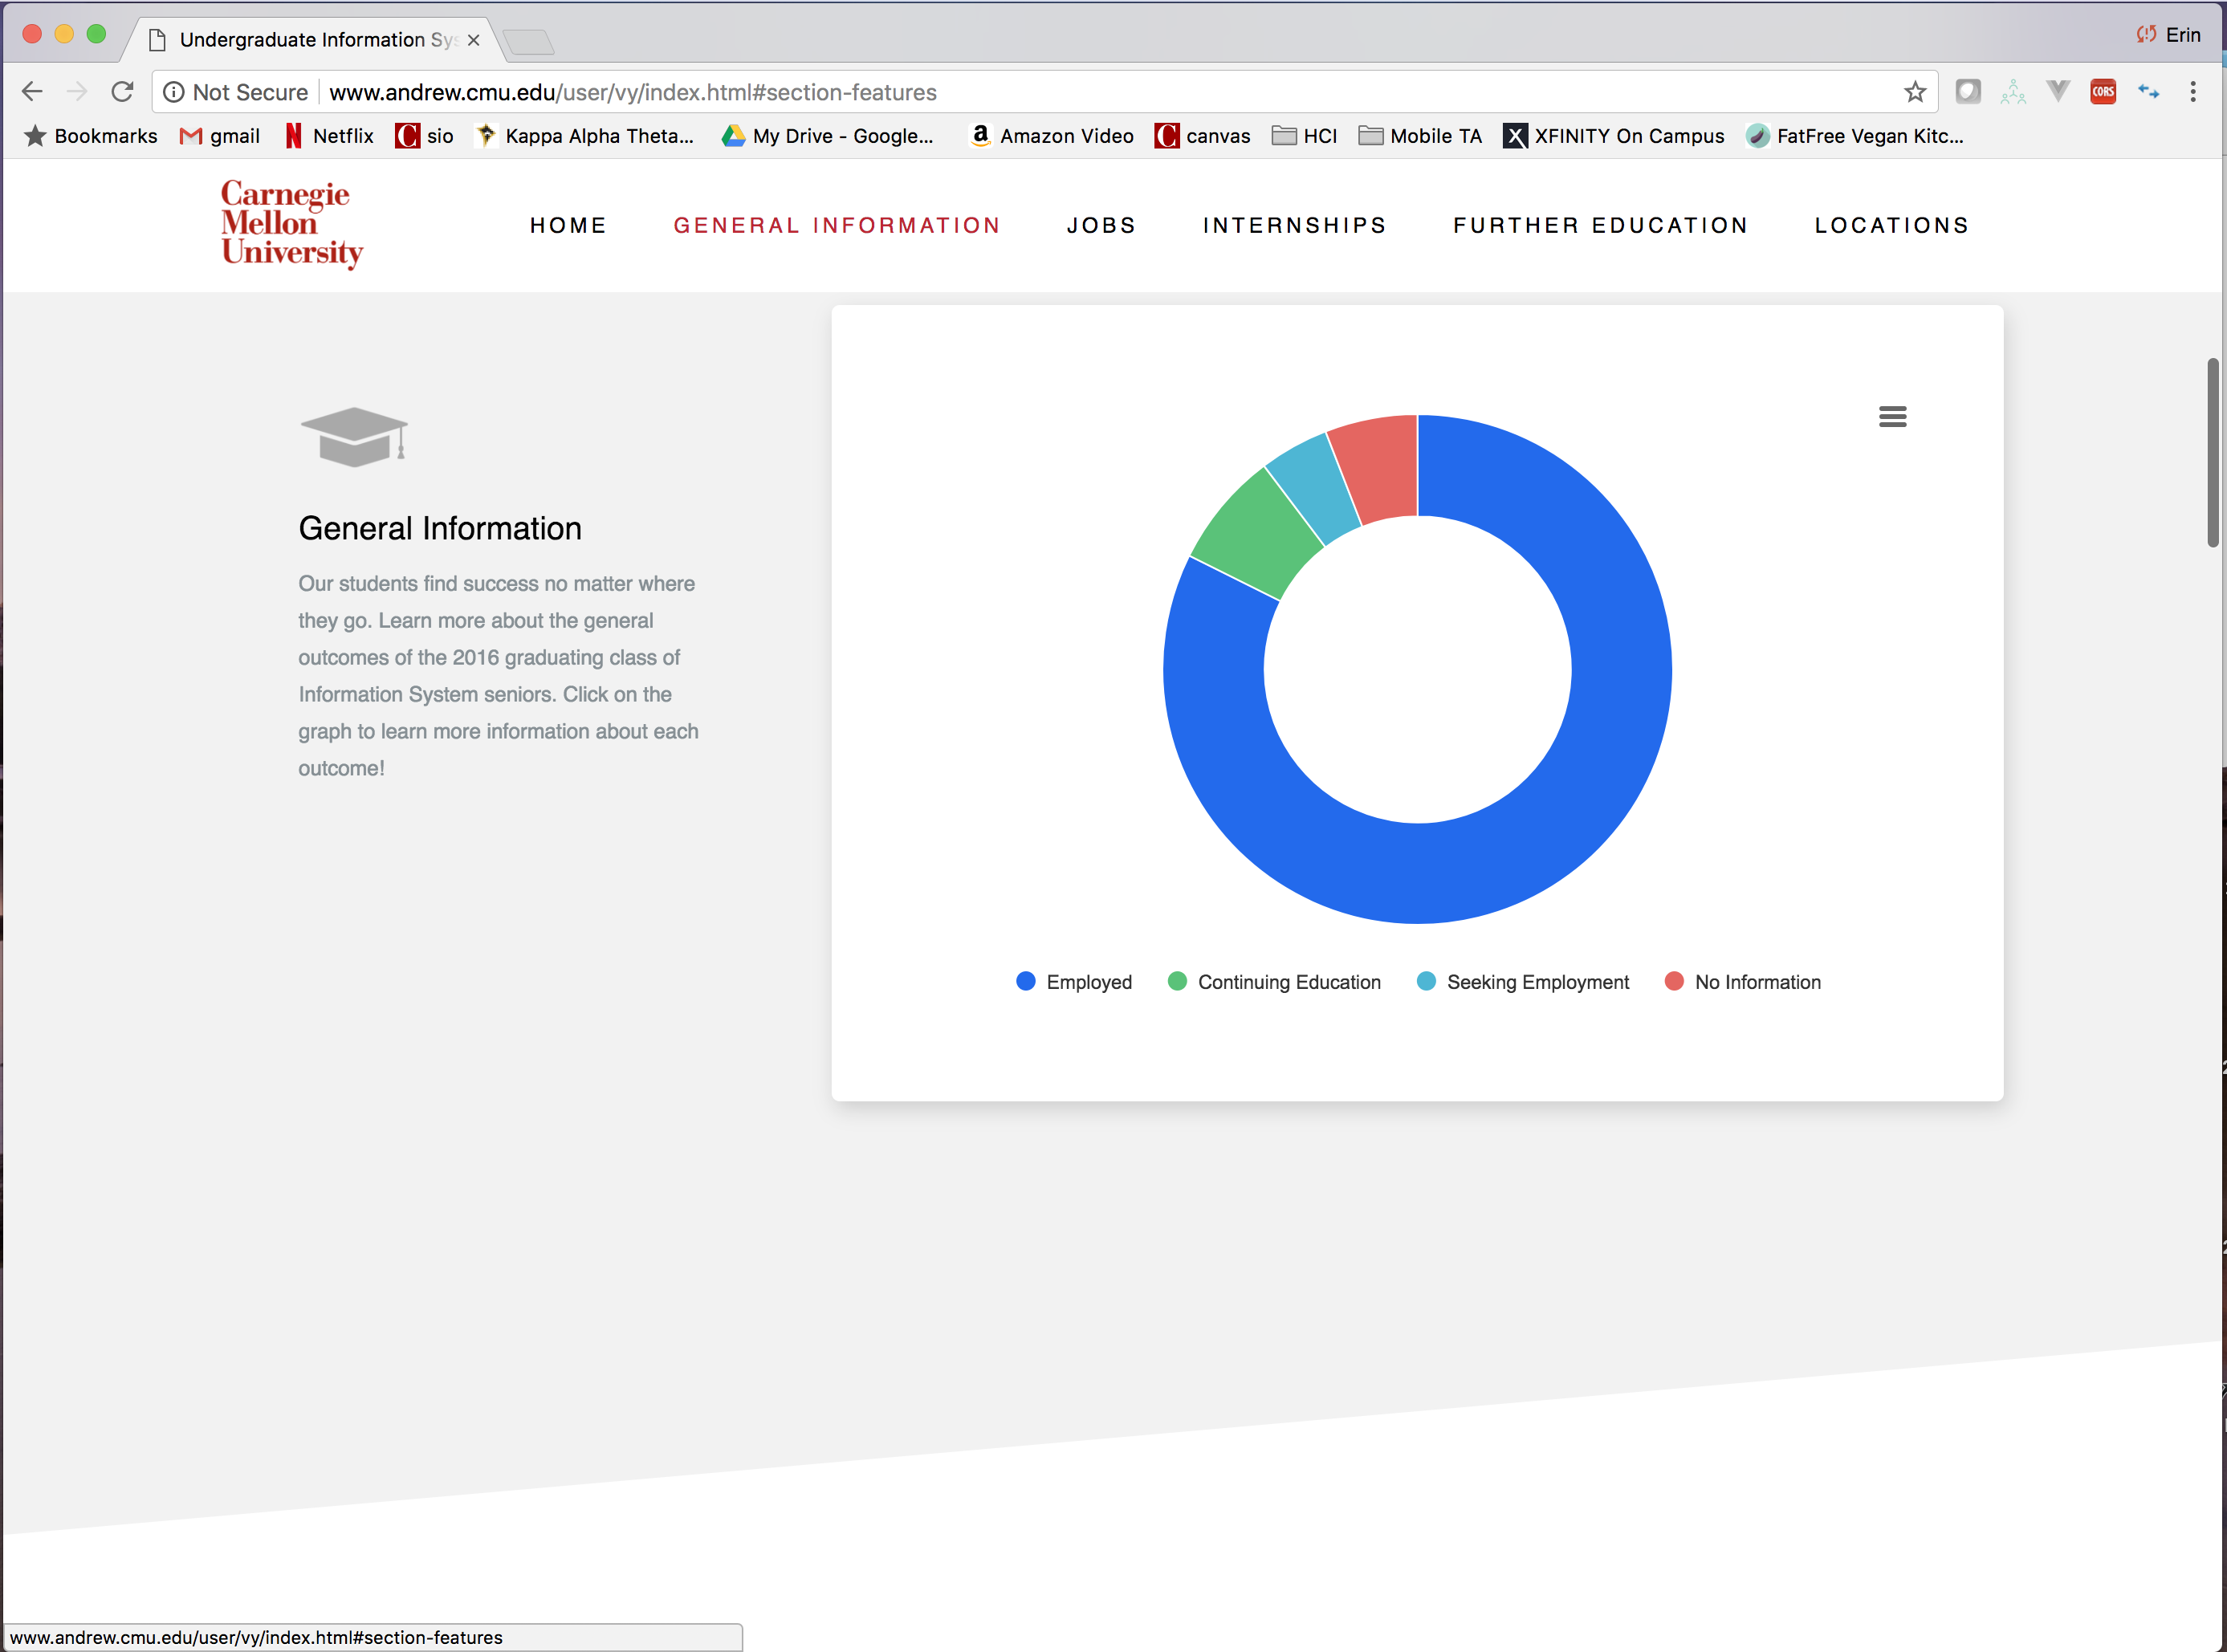 Undergraduate Information Sys
Erin
Not Secure
www.andrew.cmu.edu/user/vy/index.html#section-features
CORS
Bookmarks
gmail
Netflix
sio
Kappa Alpha Theta...
My Drive - Google...
Amazon Video
canvas
HCI
Mobile TA
XFINITY On Campus
FatFree Vegan Kitc...
Carnegie
Mellon
University
HOME
GENERAL INFORMATION
JOBS
INTERNSHIPS
FURTHER EDUCATION
LOCATIONS
General Information
Our students find success no matter where
they go. Learn more about the general
outcomes of the 2016 graduating class of
Information System seniors. Click on the
graph to learn more information about each
outcome!
Employed
Continuing Education
Seeking Employment
No Information
www.andrew.cmu.edu/user/vy/index.html#section-features